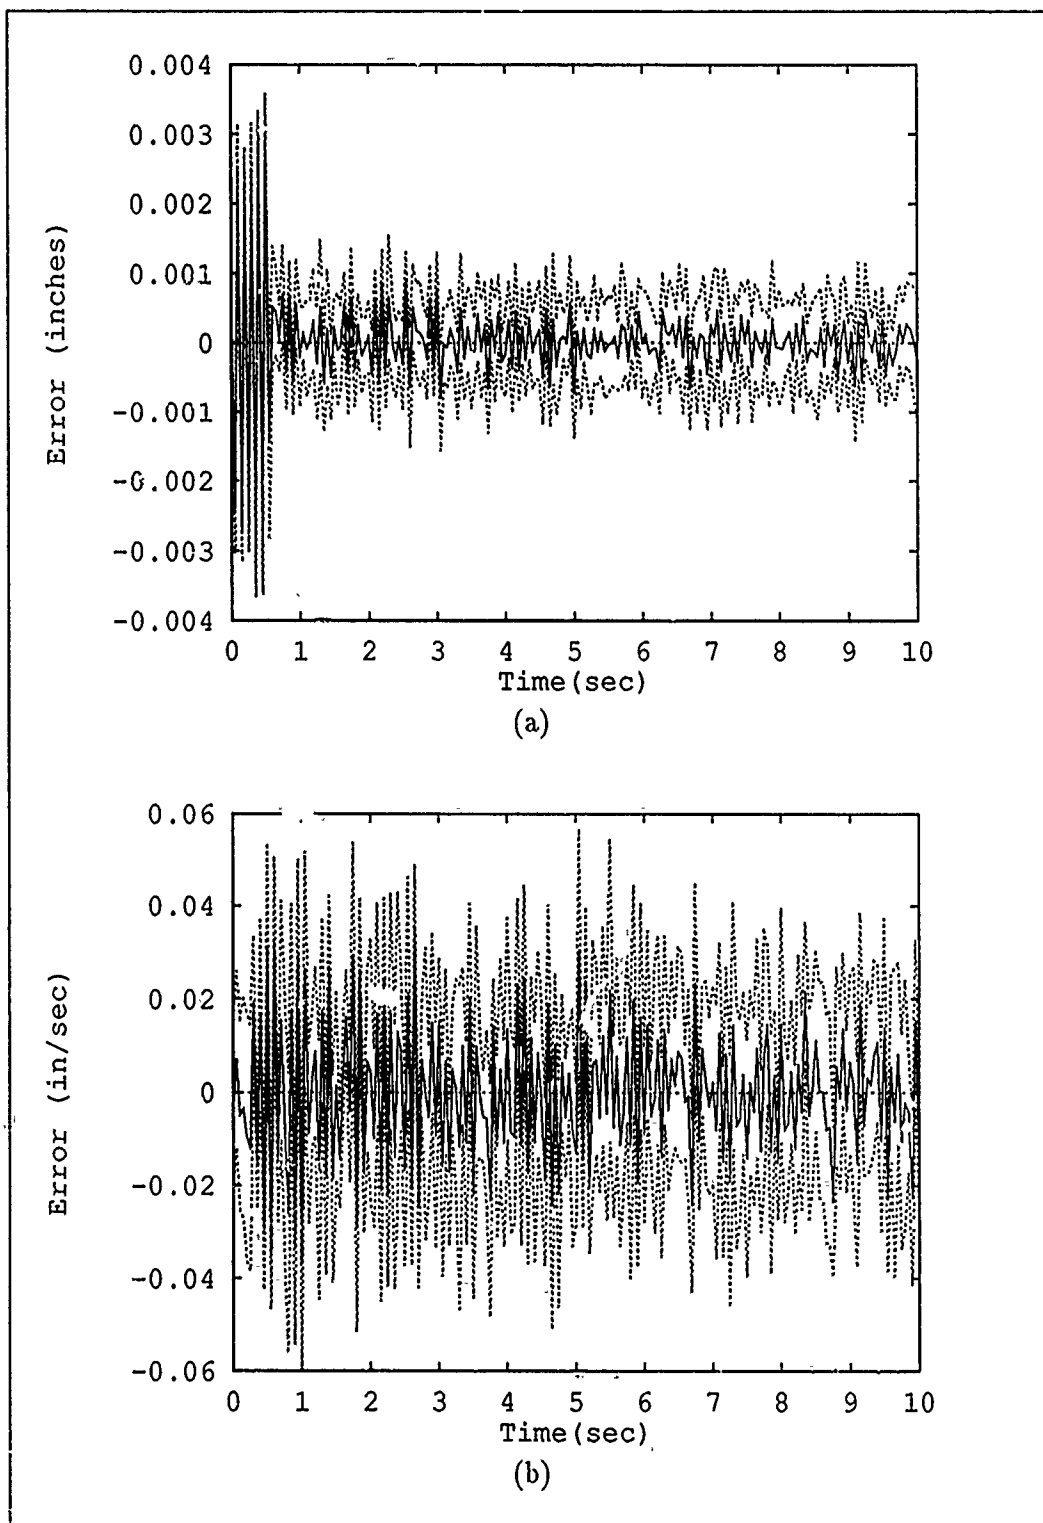 0.004
0.003
0.002
0.001
0
-0.001
-0.002
-0.003
-0.004
Error (inches)
0 1 2 3 4 5 6 7 8 9 10
Time(sec)
(a)
0.06
0.04
0.02
0
-0.02
-0.04
-0.06
Error (in/sec)
0 1 2 3 4 5 6 7 8 9 10
Time(sec)
(b)